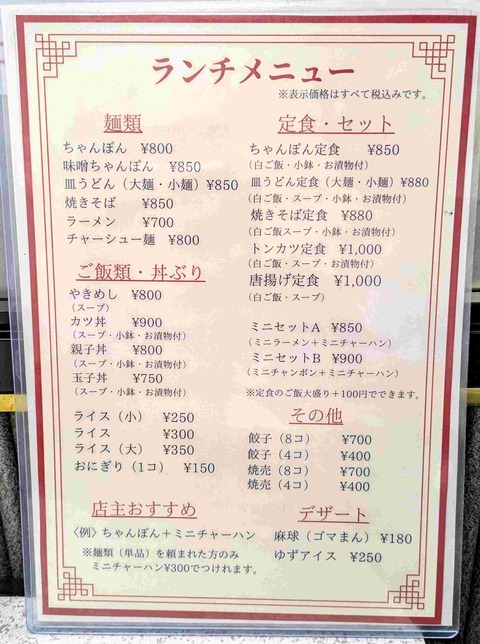 ランチメニュー
※表示価格はすべて税込みです。
麺類
ちゃんぽん ¥800
味噌ちゃんぽん ¥850
皿うどん（大麺・小麺）¥850
焼きそば ¥850
ラーメン ¥700
チャーシュー麺 ¥800
ご飯類・丼ぶり
やきめし ¥800
（スープ）
カツ丼 ¥900
（スープ・小鉢・お漬物付）
親子丼 ¥800
（スープ・小鉢・お漬物付）
玉子丼 ¥750
（スープ・小鉢・お漬物付）
ライス（小） ¥250
ライス ¥300
ライス（大） ¥350
おにぎり（1コ） ¥150
店主おすすめ
〈例〉ちゃんぽん＋ミニチャーハン
※麺類（単品）を頼まれた方のみ
ミニチャーハン¥300でつけれます。
定食・セット
ちゃんぽん定食 ¥850
（白ご飯・小鉢・お漬物付）
皿うどん定食（大麺・小麺）¥880
（白ご飯・スープ・小鉢・お漬物付）
焼きそば定食 ¥880
（白ご飯スープ・小鉢・お漬物付）
トンカツ定食 ¥1,000
（白ご飯・スープ・お漬物付）
唐揚げ定食 ¥1,000
（白ご飯・スープ）
ミニセットA ¥850
（ミニラーメン＋ミニチャーハン）
ミニセットB ¥900
（ミニチャンポン＋ミニチャーハン）
※定食のご飯大盛り＋100円でできます。
その他
餃子（8コ） ¥700
餃子（4コ） ¥400
焼売（8コ） ¥700
焼売（4コ） ¥400
デザート
麻球（ゴマまん） ¥180
ゆずアイス ¥250